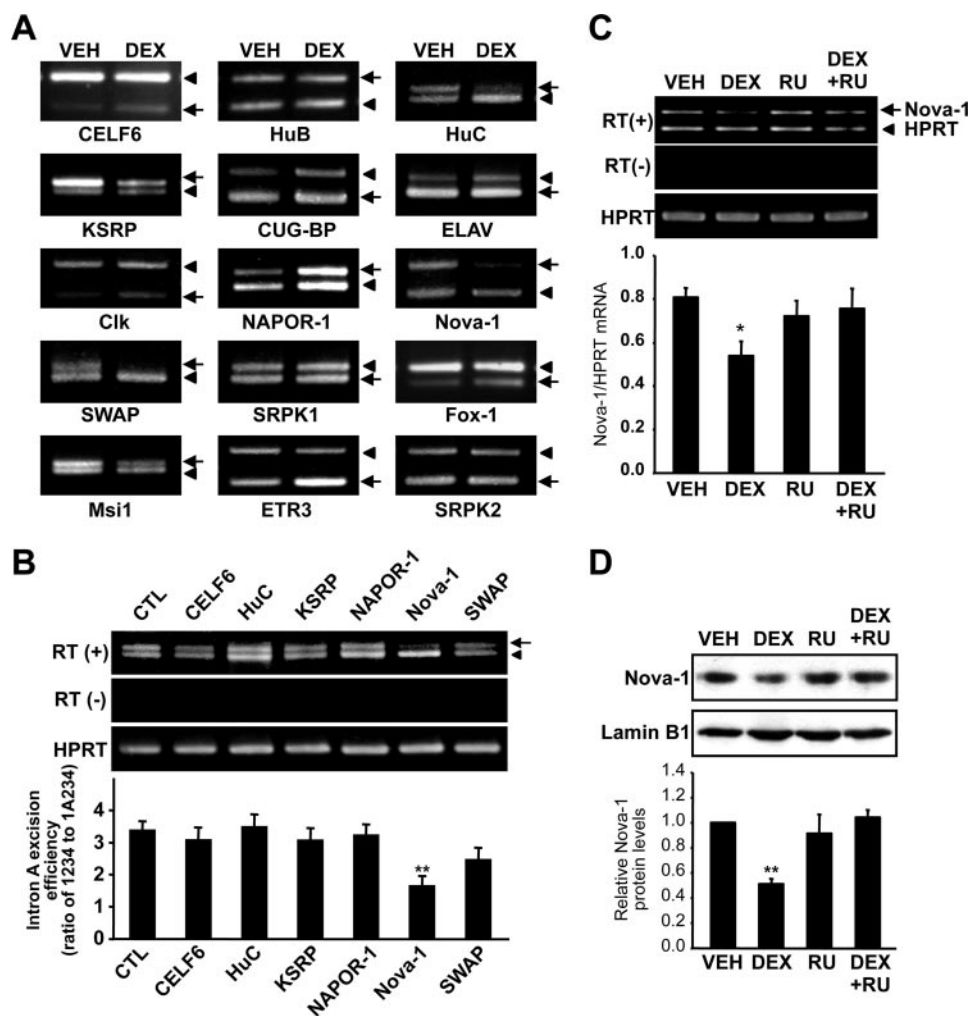 A
VEH DEX VEH DEX VEH DEX
CELF6 HuB HuC
KSRP CUG-BP ELAV
Clk NAPOR-1 Nova-1
SWAP SRPK1 Fox-1
Msi1 ETR3 SRPK2
B
CTL CELF6 HuC KSRP NAPOR-1 Nova-1 SWAP
RT (+)
RT (-)
HPRT
Intron A excision
efficiency
(ratio of 1234 to 1A234)
4
3
2
1
0
**
CTL CELF6 HuC KSRP NAPOR-1 Nova-1 SWAP
C
VEH DEX RU DEX
+RU
RT(+) Nova-1
HPRT
RT(-)
HPRT
Nova-1/HPRT mRNA
1.0
0.8
0.6
0.4
0.2
0.0
*
VEH DEX RU DEX
+RU
D
VEH DEX RU DEX
+RU
Nova-1
Lamin B1
Relative Nova-1
protein levels
1.4
1.2
1.0
0.8
0.6
0.4
0.2
0.0
**
VEH DEX RU DEX
+RU